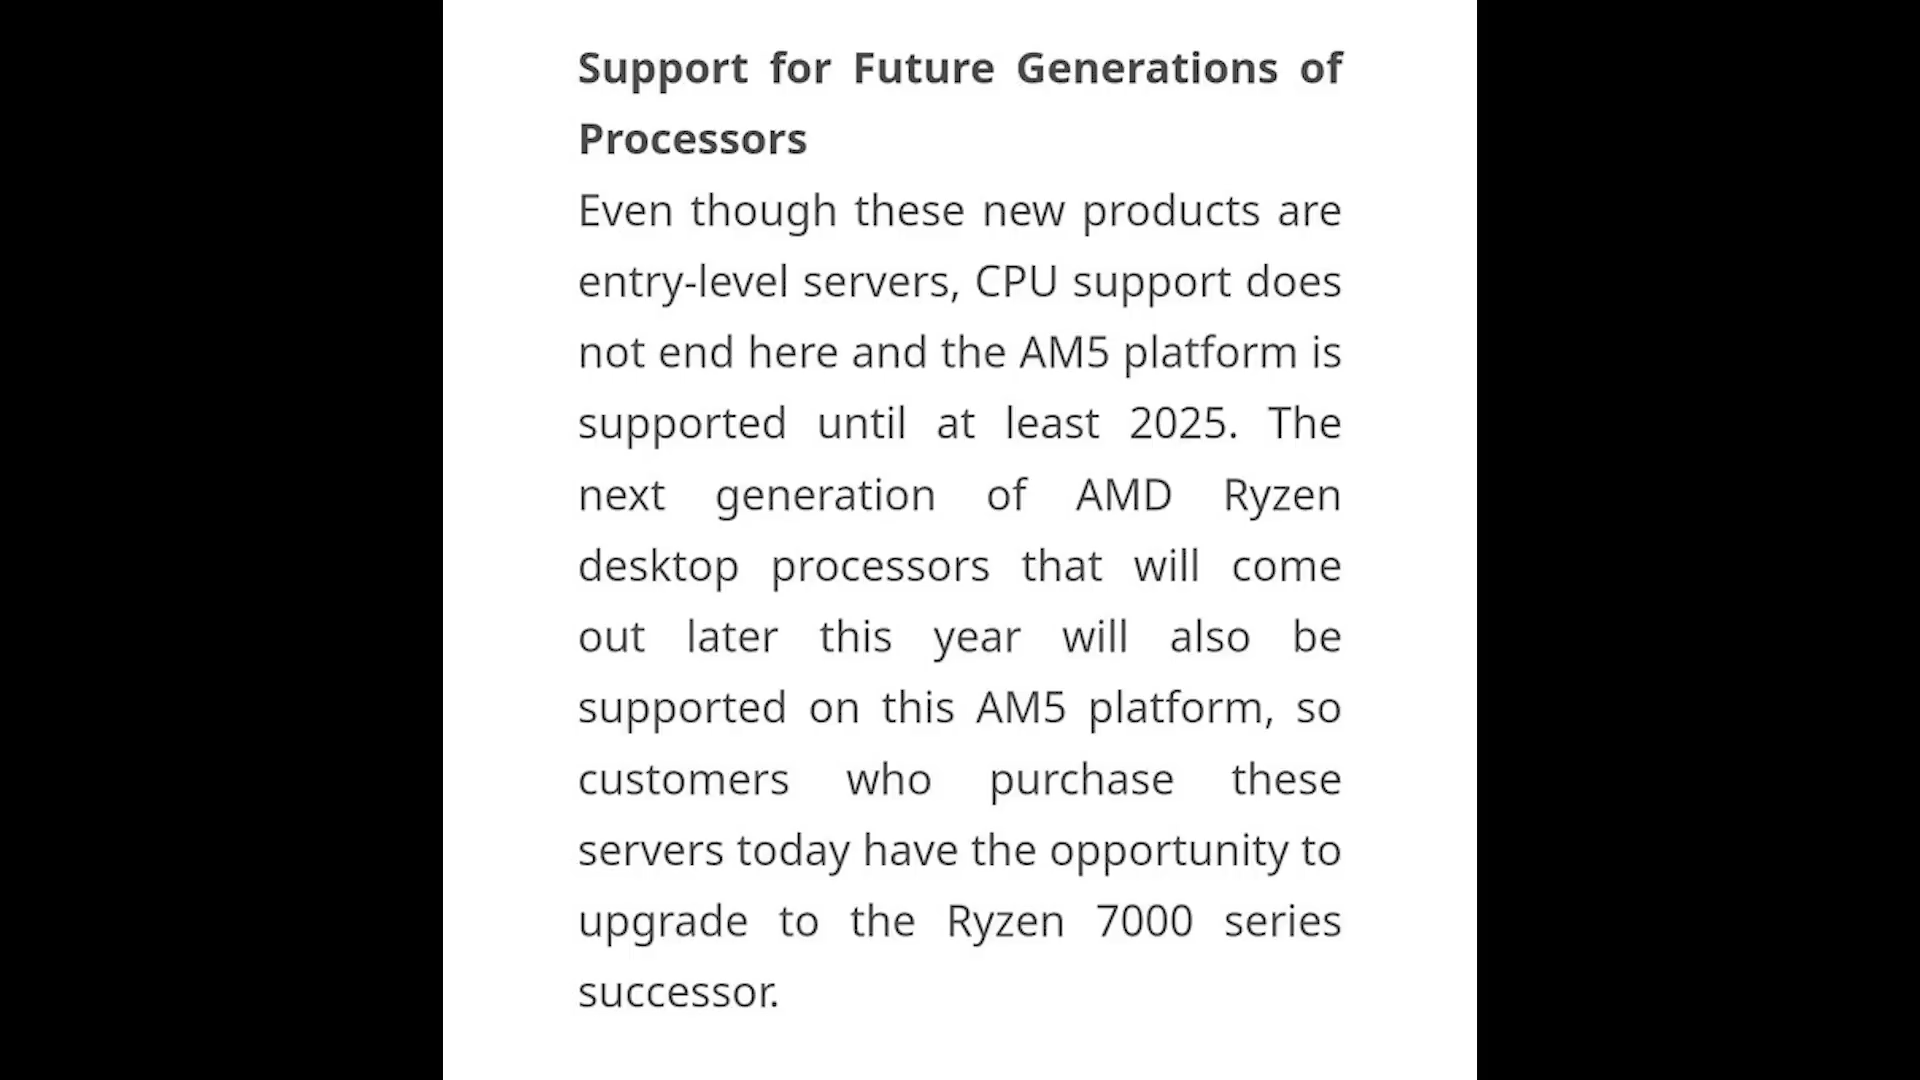 Support for Future Generations of
Processors
Even though these new products are
entry-level servers, CPU support does
not end here and the AM5 platform is
supported until at least 2025. The
next generation of AMD Ryzen
desktop processors that will come
out later this year will also be
supported on this AM5 platform, so
customers who purchase these
servers today have the opportunity to
upgrade to the Ryzen 7000 series
successor.